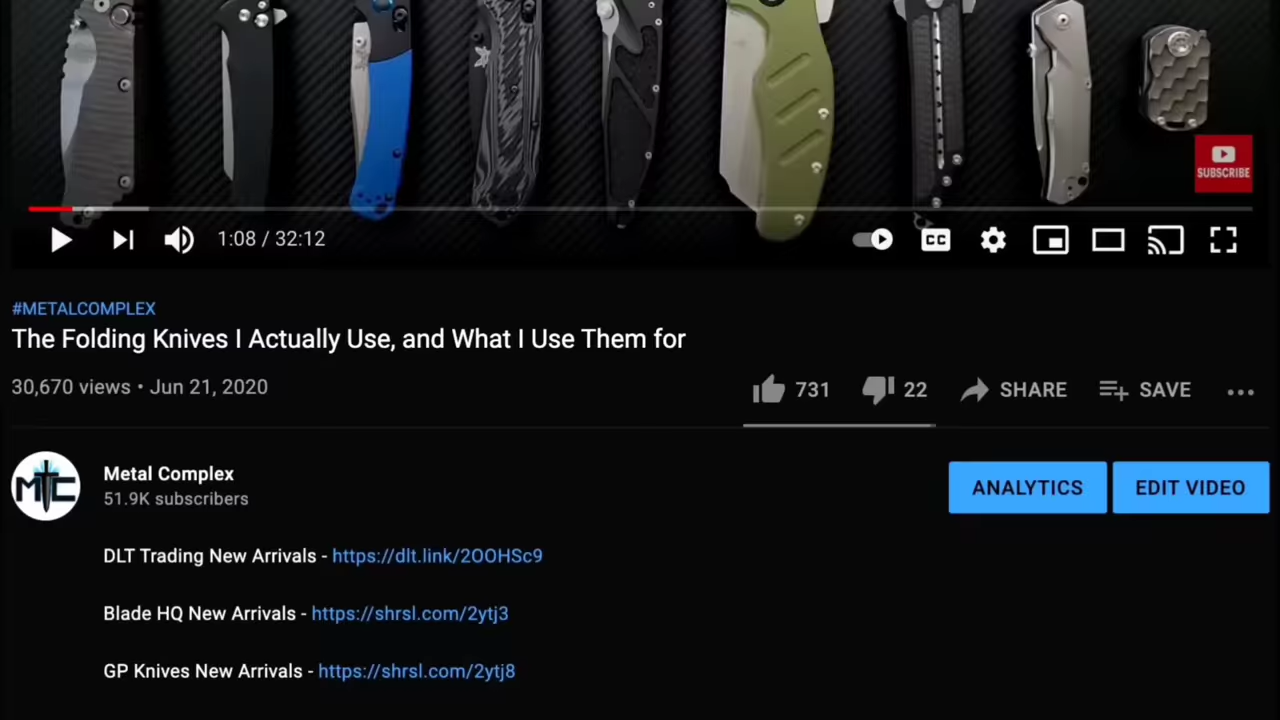 SUBSCRIBE
1:08 / 32:12
CC
#METALCOMPLEX
The Folding Knives I Actually Use, and What I Use Them for
30,670 views • Jun 21, 2020
731 22 SHARE SAVE
MTC
Metal Complex
51.9K subscribers
ANALYTICS EDIT VIDEO
DLT Trading New Arrivals - https://dlt.link/2OOHSc9
Blade HQ New Arrivals - https://shrsl.com/2ytj3
GP Knives New Arrivals - https://shrsl.com/2ytj8